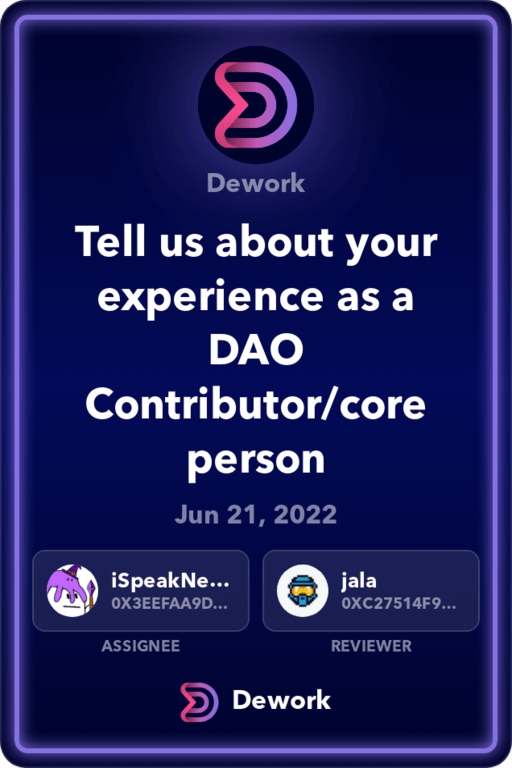 Dework
Tell us about your
experience as a
DAO
Contributor/core
person
Jun 21, 2022
iSpeakNe...
0X3EEFAA9D...
ASSIGNEE
jala
0XC27514F9...
REVIEWER
Dework